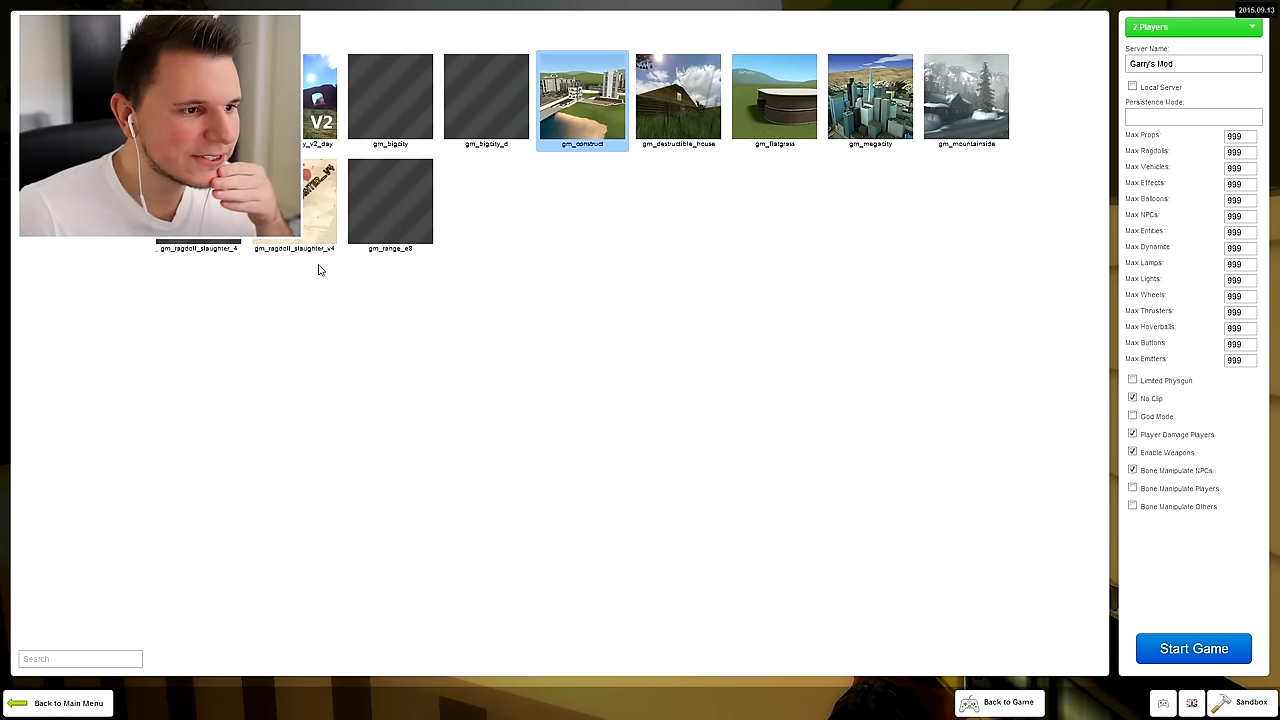 2015.09.13
2 Players
Server Name:
Garry's Mod
Local Server
Persistence Mode:
V2
y_v2_day
gm_bigcity
gm_bigcity_d
gm_construct
gm_destructible_house
gm_flatgrass
gm_megacity
gm_mountainside
gm_ragdoll_slaughter_4
gm_ragdoll_slaughter_v4
gm_range_e8
Max Props: 999
Max Ragdolls: 999
Max Vehicles: 999
Max Effects: 999
Max Balloons: 999
Max NPCs: 999
Max Entities: 999
Max Dynamite: 999
Max Lamps: 999
Max Lights: 999
Max Wheels: 999
Max Thrusters: 999
Max Hoverballs: 999
Max Buttons: 999
Max Emitters: 999
Limited Physgun
No Clip
God Mode
Player Damage Players
Enable Weapons
Bone Manipulate NPCs
Bone Manipulate Players
Bone Manipulate Others
Start Game
Search
Back to Main Menu
Back to Game
Sandbox